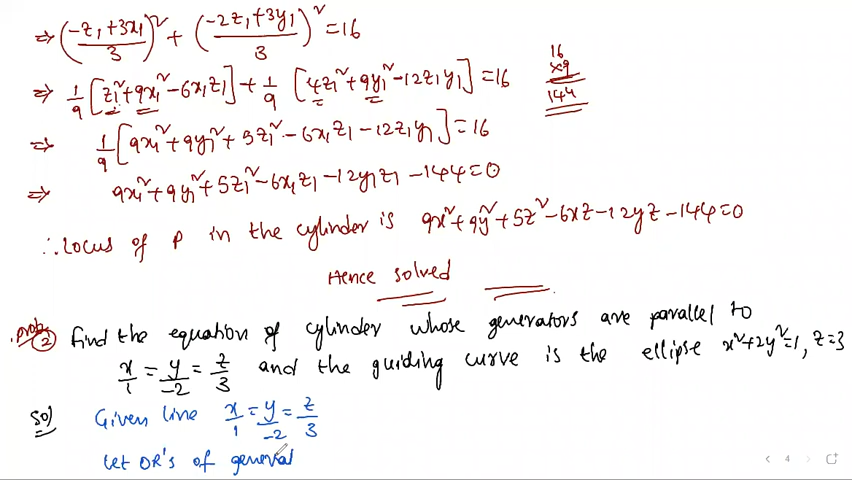 ⇒ (-z₁+3x₁/3)² + (-2z₁+3y₁/3)² = 16
⇒ 1/9 [z₁²+9x₁²-6x₁z₁] + 1/9 [4z₁²+9y₁²-12z₁y₁] = 16
16
×9
144
⇒ 1/9 [9x₁²+9y₁²+5z₁²-6x₁z₁-12z₁y₁] = 16
⇒ 9x₁²+9y₁²+5z₁²-6x₁z₁-12y₁z₁-144=0
∴ Locus of P in the cylinder is 9x²+9y²+5z²-6xz-12yz-144=0
Hence solved
prob 2 Find the equation of cylinder whose generators are parallel to
x/1 = y/-2 = z/3 and the guiding curve is the ellipse x²+2y²=1, z=3
Sol Given line x/1 = y/-2 = z/3
Let DR's of general
4